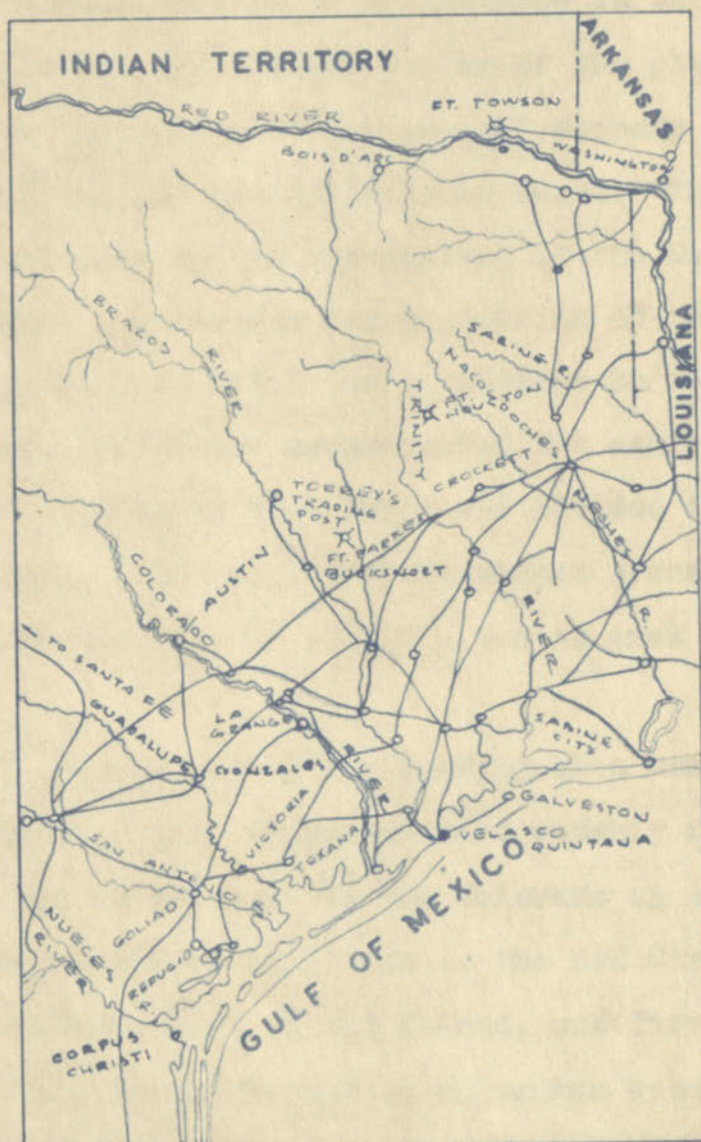 INDIAN TERRITORY
ARKANSAS
RED RIVER
FT. TOWSON
WASHINGTON
BOIS D'ARC
BRAZOS
RIVER
SABINE R.
NACOGDOCHES
FT. HOUSTON
TRINITY
CROCKETT
LOUISIANA
TORREY'S
TRADING
POST
FT. PARKER
BUCKSNORT
NECHES
R.
RIVER
AUSTIN
COLORADO
TO SANTA FE
GUADALUPE
LA
GRANGE
RIVER
SABINE
CITY
GONZALES
VICTORIA
TEXANA
GALVESTON
VELASCO
QUINTANA
SAN ANTONIO
GOLIAD
NUECES
RIVER
REFUGIO
GULF OF MEXICO
CORPUS
CHRISTI